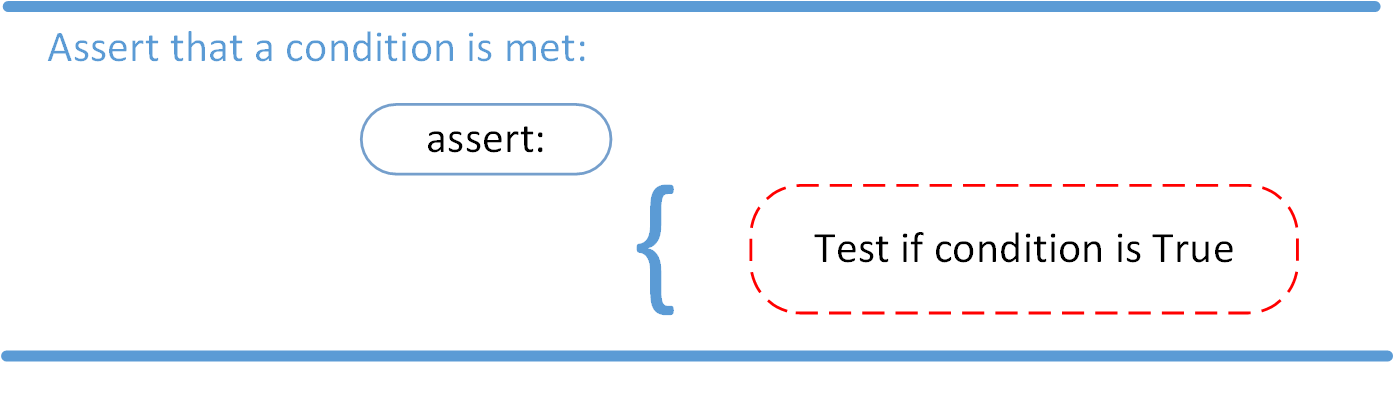 Assert that a condition is met:
assert:
{
Test if condition is True